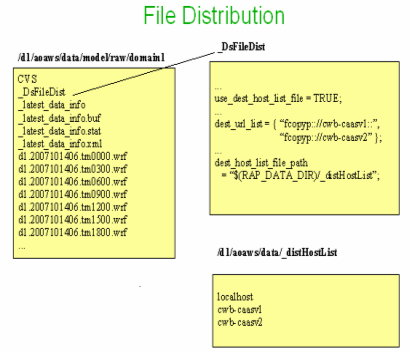 File Distribution
/d1/aoaws/data/model/raw/domain1
CVS
_DsFileDist
_latest_data_info
_latest_data_info.buf
_latest_data_info.stat
_latest_data_info.xml
d1.2007101406.tm0000.wrf
d1.2007101406.tm0300.wrf
d1.2007101406.tm0600.wrf
d1.2007101406.tm0900.wrf
d1.2007101406.tm1200.wrf
d1.2007101406.tm1500.wrf
d1.2007101406.tm1800.wrf
...
_DsFileDist
...
use_dest_host_list_file = TRUE;
...
dest_url_list = { “fcopyp:://cwb-caasv1::”,
“fcopyp:://cwb-caasv2” };
...
dest_host_list_file_path
= “$(RAP_DATA_DIR)/_distHostList”;
/d1/aoaws/data/_distHostList
localhost
cwb-caasv1
cwb-caasv2